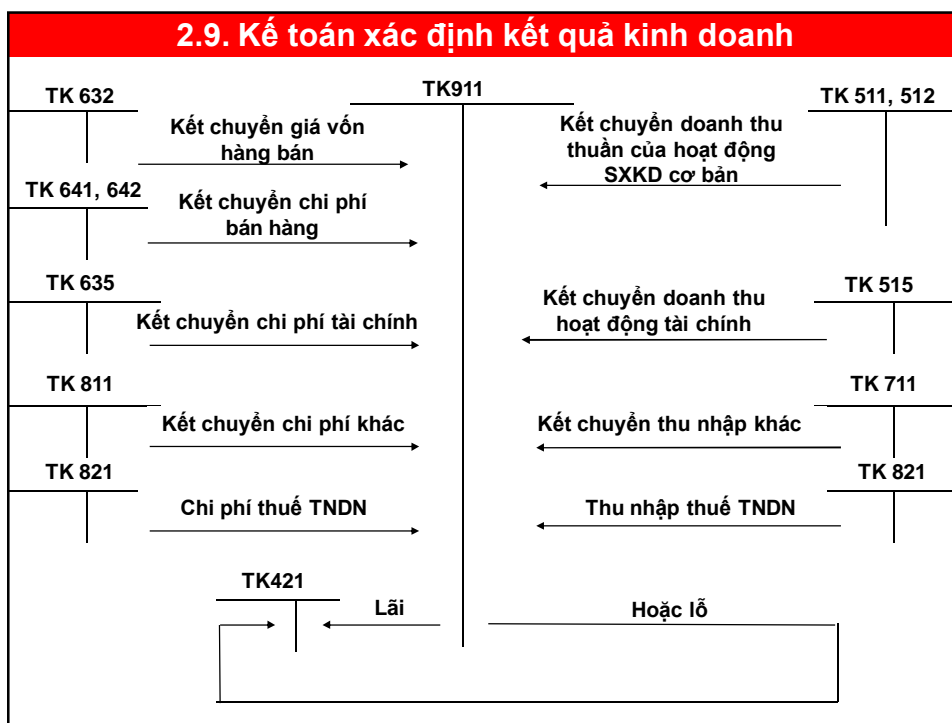 2.9. Kế toán xác định kết quả kinh doanh
TK 632
TK911
TK 511, 512
Kết chuyển giá vốn
hàng bán
Kết chuyển doanh thu
thuần của hoạt động
SXKD cơ bản
TK 641, 642
Kết chuyển chi phí
bán hàng
TK 635
Kết chuyển chi phí tài chính
Kết chuyển doanh thu
hoạt động tài chính
TK 515
TK 811
Kết chuyển chi phí khác
Kết chuyển thu nhập khác
TK 711
TK 821
Chi phí thuế TNDN
Thu nhập thuế TNDN
TK 821
TK421
Lãi
Hoặc lỗ